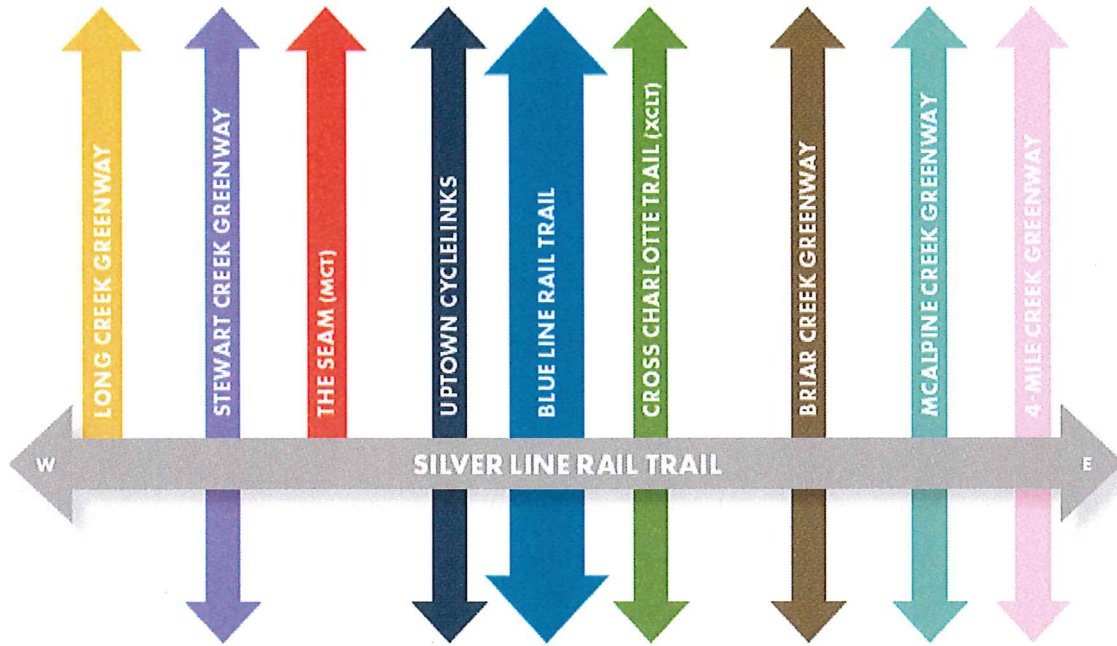 LONG CREEK GREENWAY
STEWART CREEK GREENWAY
THE SEAM (MCT)
UPTOWN CYCLELINKS
BLUE LINE RAIL TRAIL
CROSS CHARLOTTE TRAIL (XCLT)
BRIAR CREEK GREENWAY
MCALPINE CREEK GREENWAY
4-MILE CREEK GREENWAY
W
SILVER LINE RAIL TRAIL
E